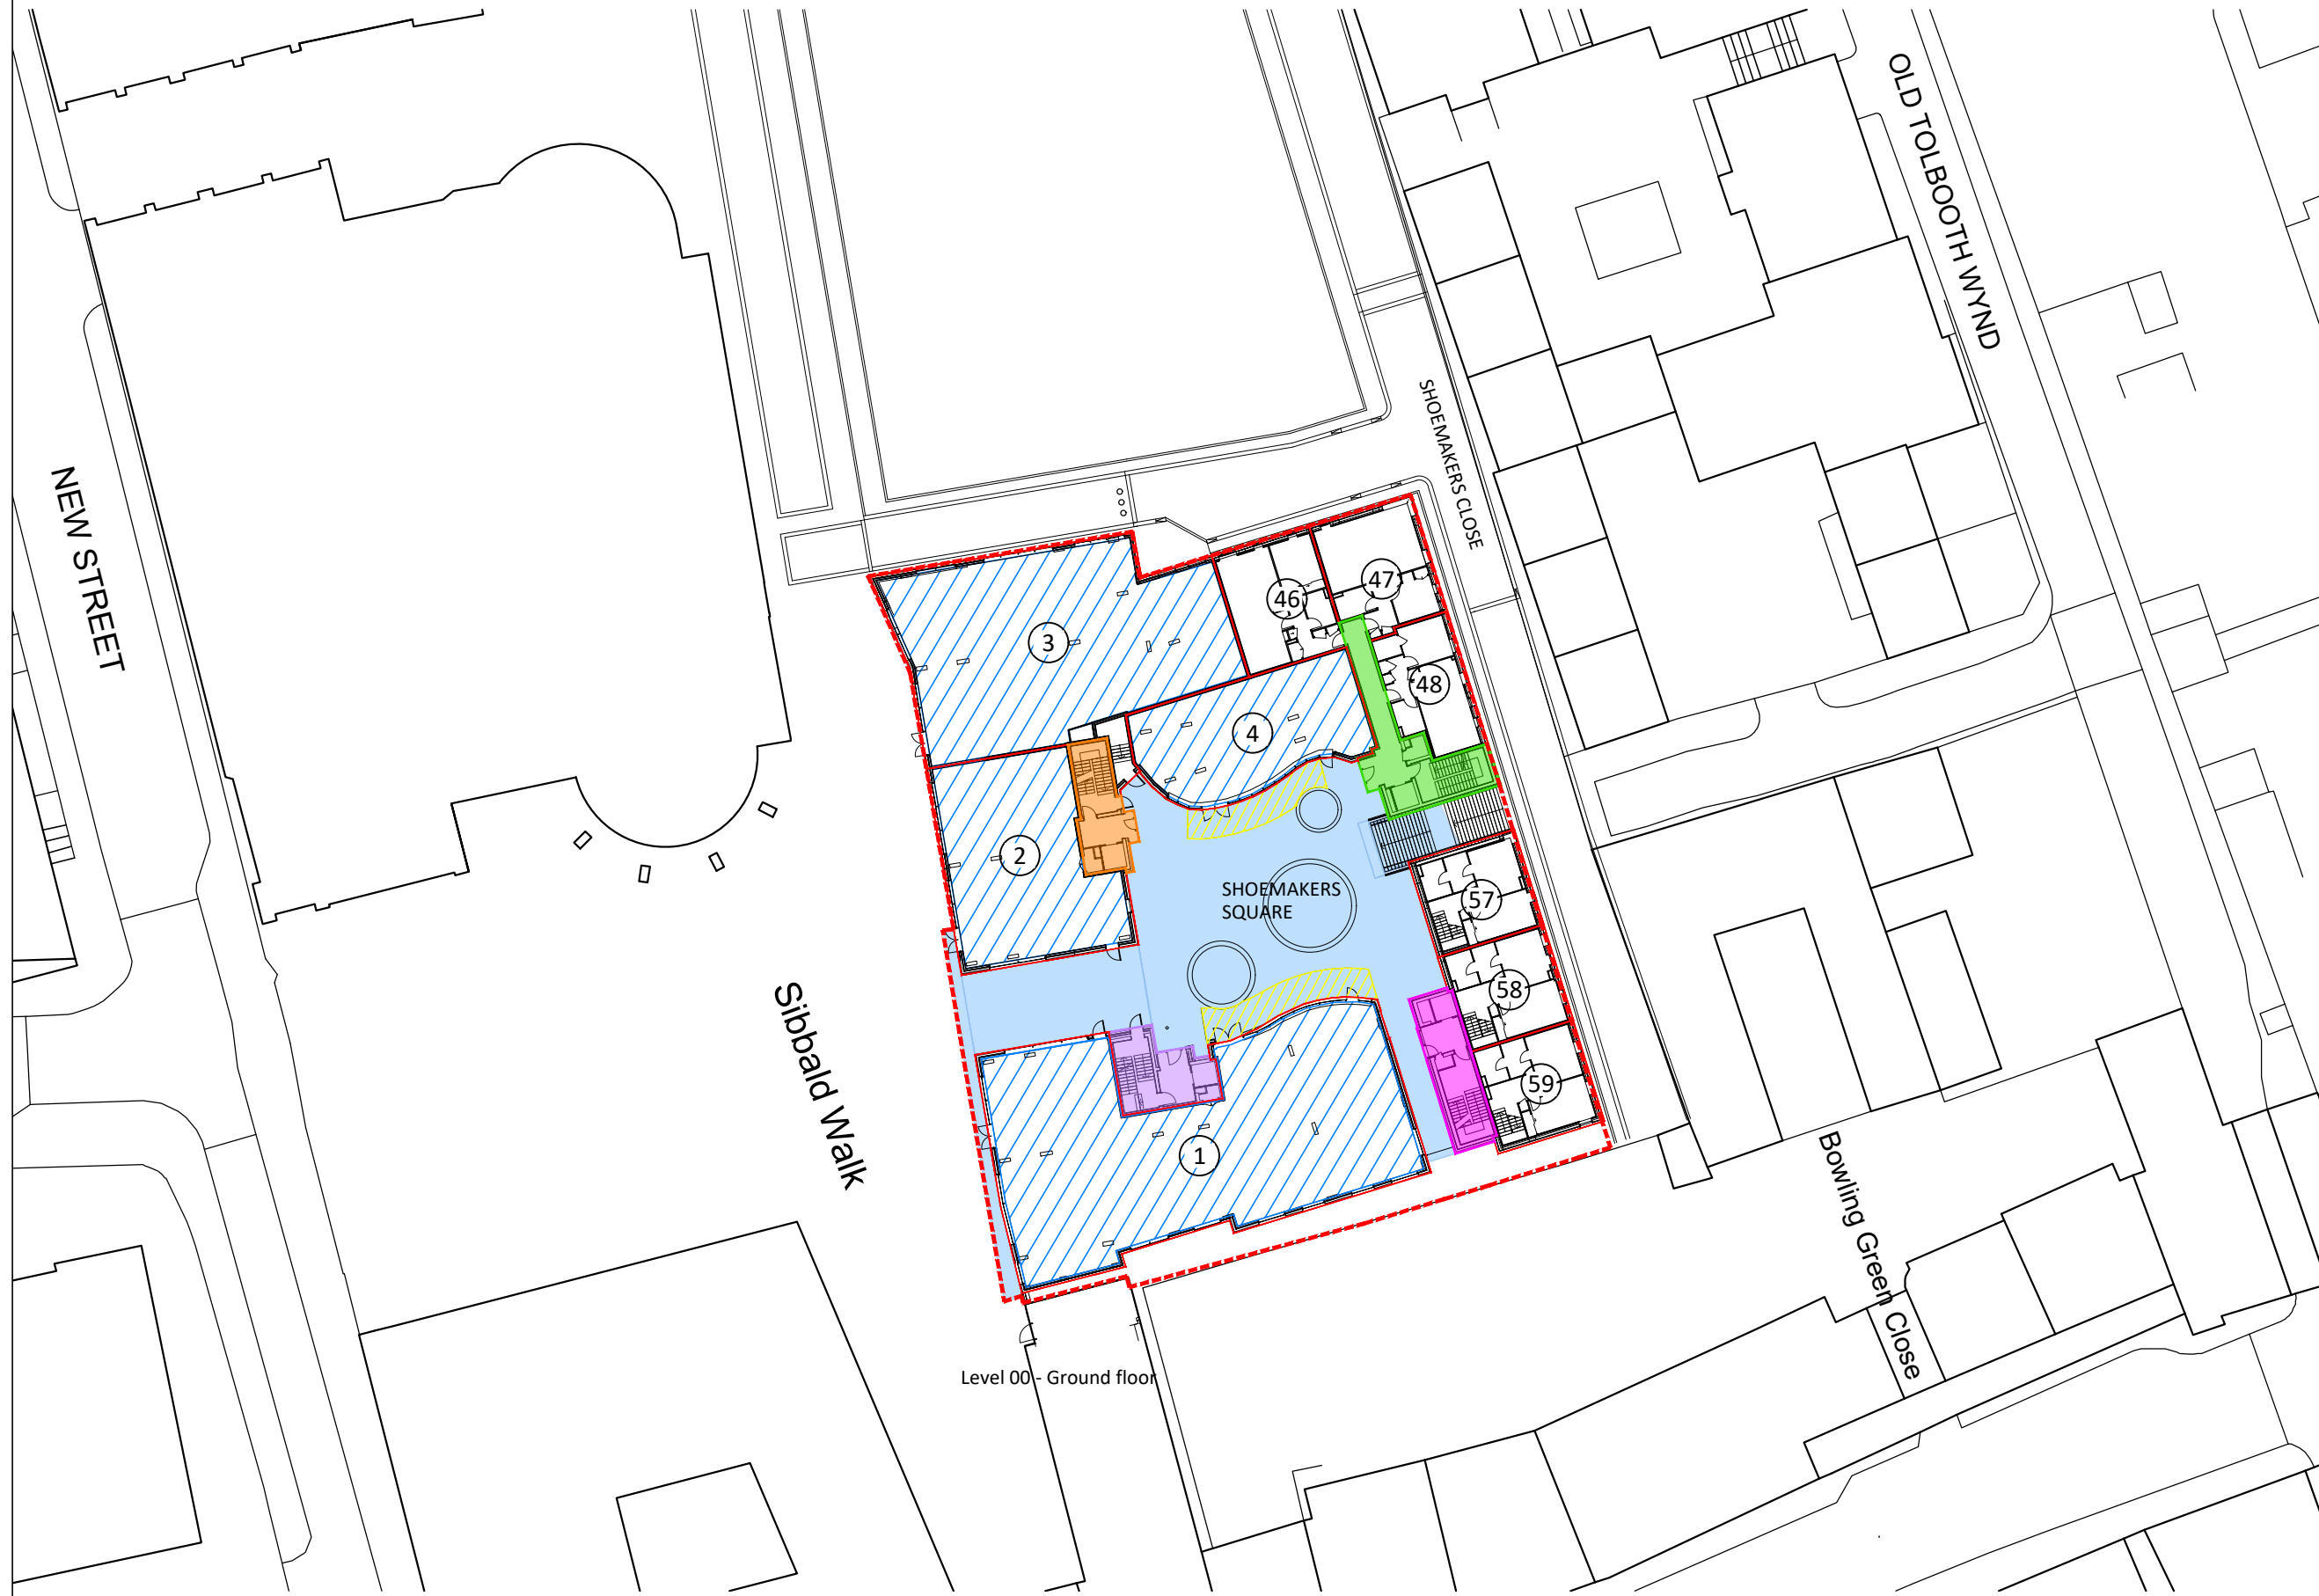 OLD TOLBOOTH WYND
NEW STREET
SHOEMAKERS CLOSE
47
46
3
48
4
2
SHOEMAKERS
SQUARE
57
58
Sibbald Walk
59
1
Bowling Green Close
Level 00 - Ground floor